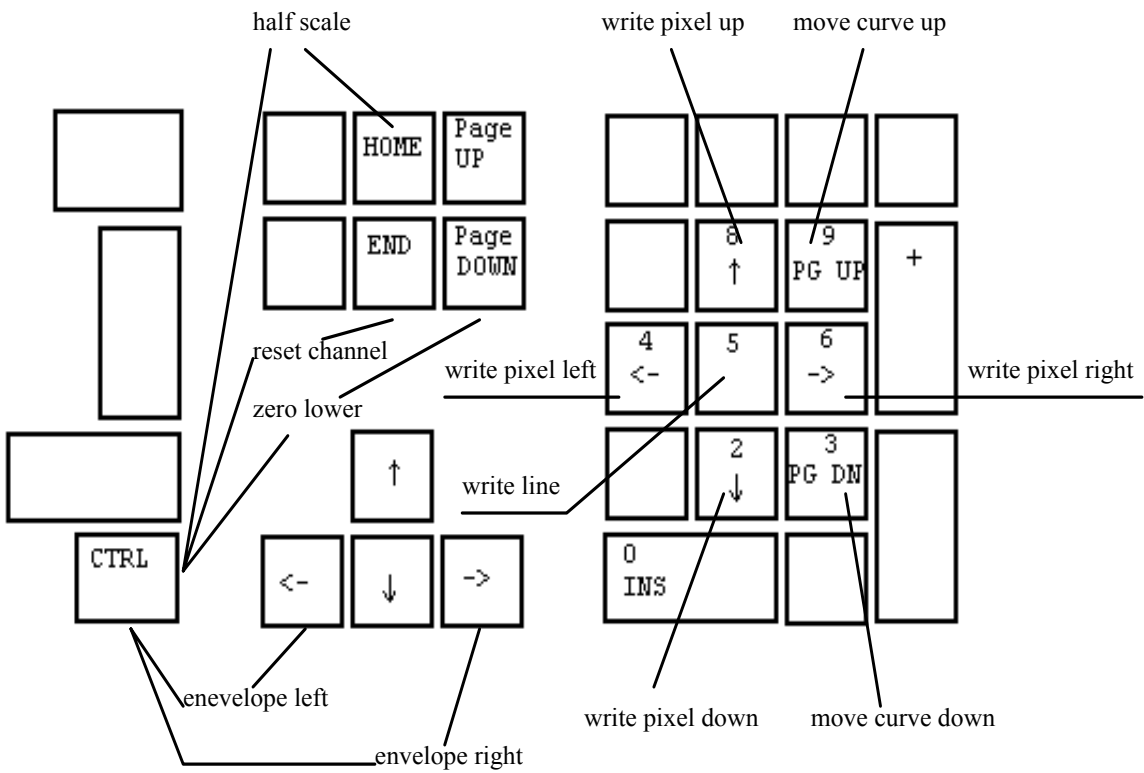 half scale
write pixel up
move curve up
HOME
Page
UP
END
Page
DOWN
8
↑
9
PG UP
+
reset channel
write pixel left
4
<-
5
6
->
write pixel right
zero lower
↑
write line
2
↓
3
PG DN
CTRL
<-
↓
->
0
INS
enevelope left
write pixel down
move curve down
envelope right